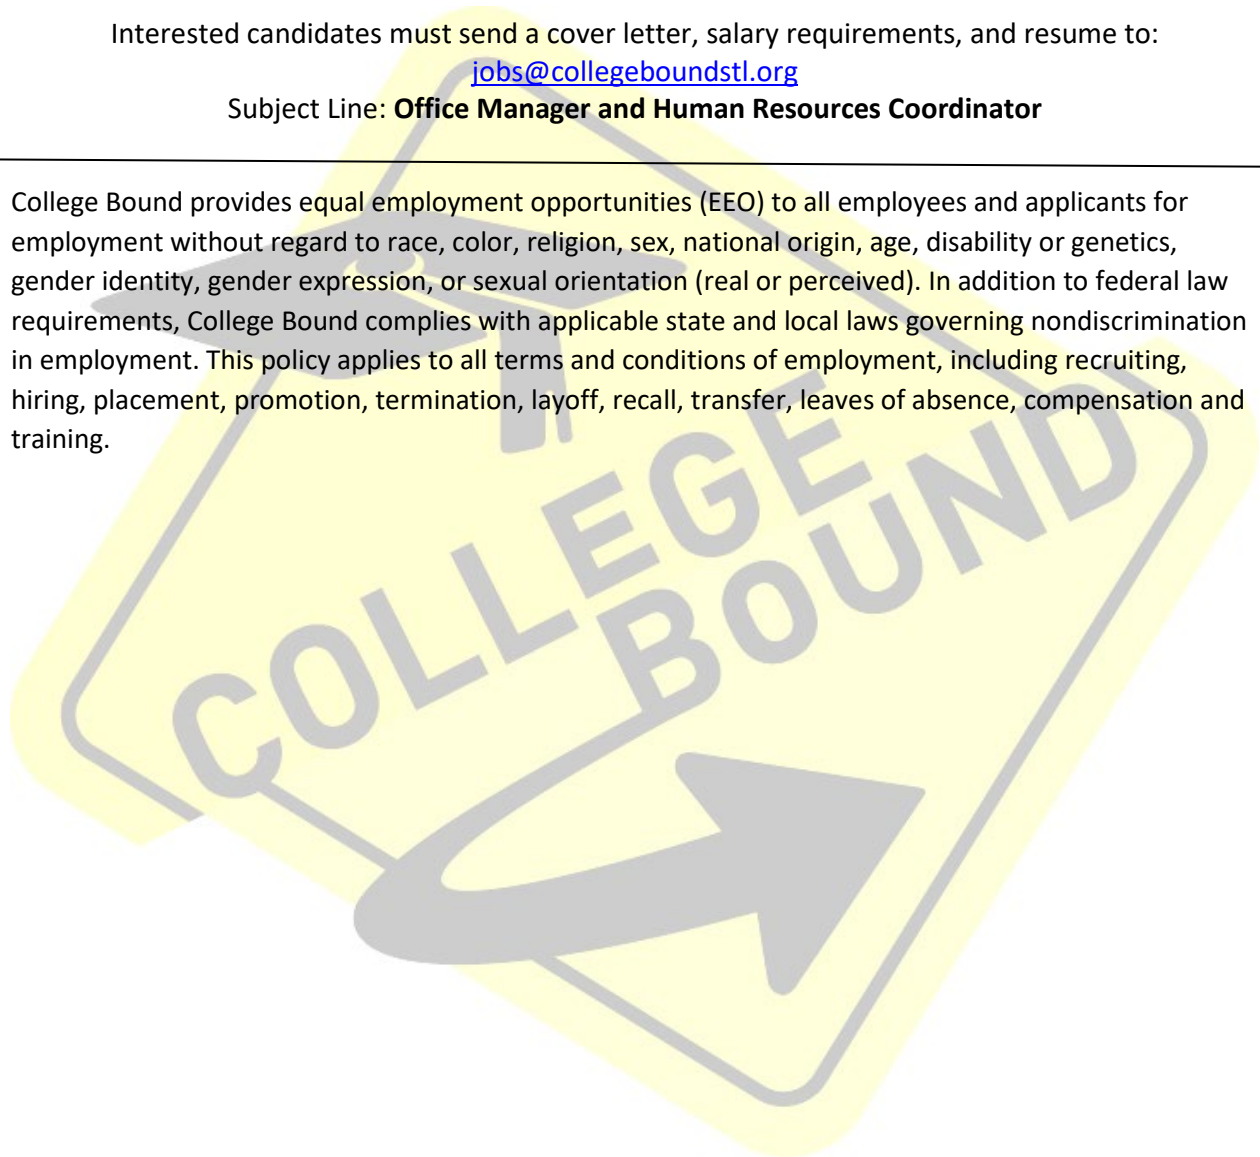 Interested candidates must send a cover letter, salary requirements, and resume to:
jobs@collegeboundstl.org
Subject Line: Office Manager and Human Resources Coordinator
College Bound provides equal employment opportunities (EEO) to all employees and applicants for
employment without regard to race, color, religion, sex, national origin, age, disability or genetics,
gender identity, gender expression, or sexual orientation (real or perceived). In addition to federal law
requirements, College Bound complies with applicable state and local laws governing nondiscrimination
in employment. This policy applies to all terms and conditions of employment, including recruiting,
hiring, placement, promotion, termination, layoff, recall, transfer, leaves of absence, compensation and
training.
COLLEGE
BOUND